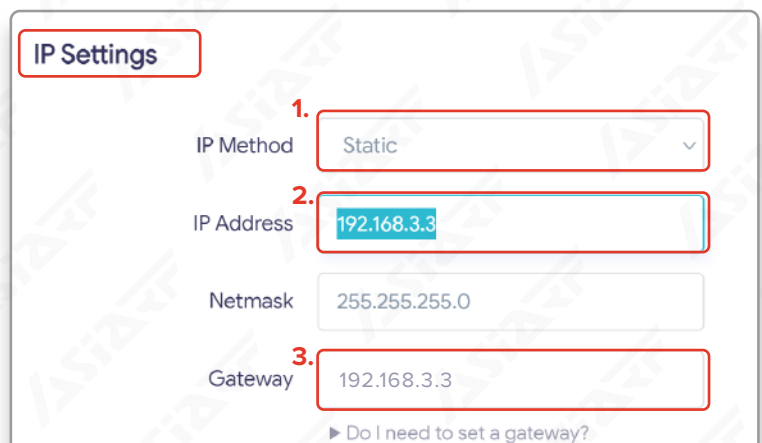 IP Settings
1.
IP Method Static
2.
IP Address 192.168.3.3
Netmask 255.255.255.0
3.
Gateway 192.168.3.3
▶ Do I need to set a gateway?